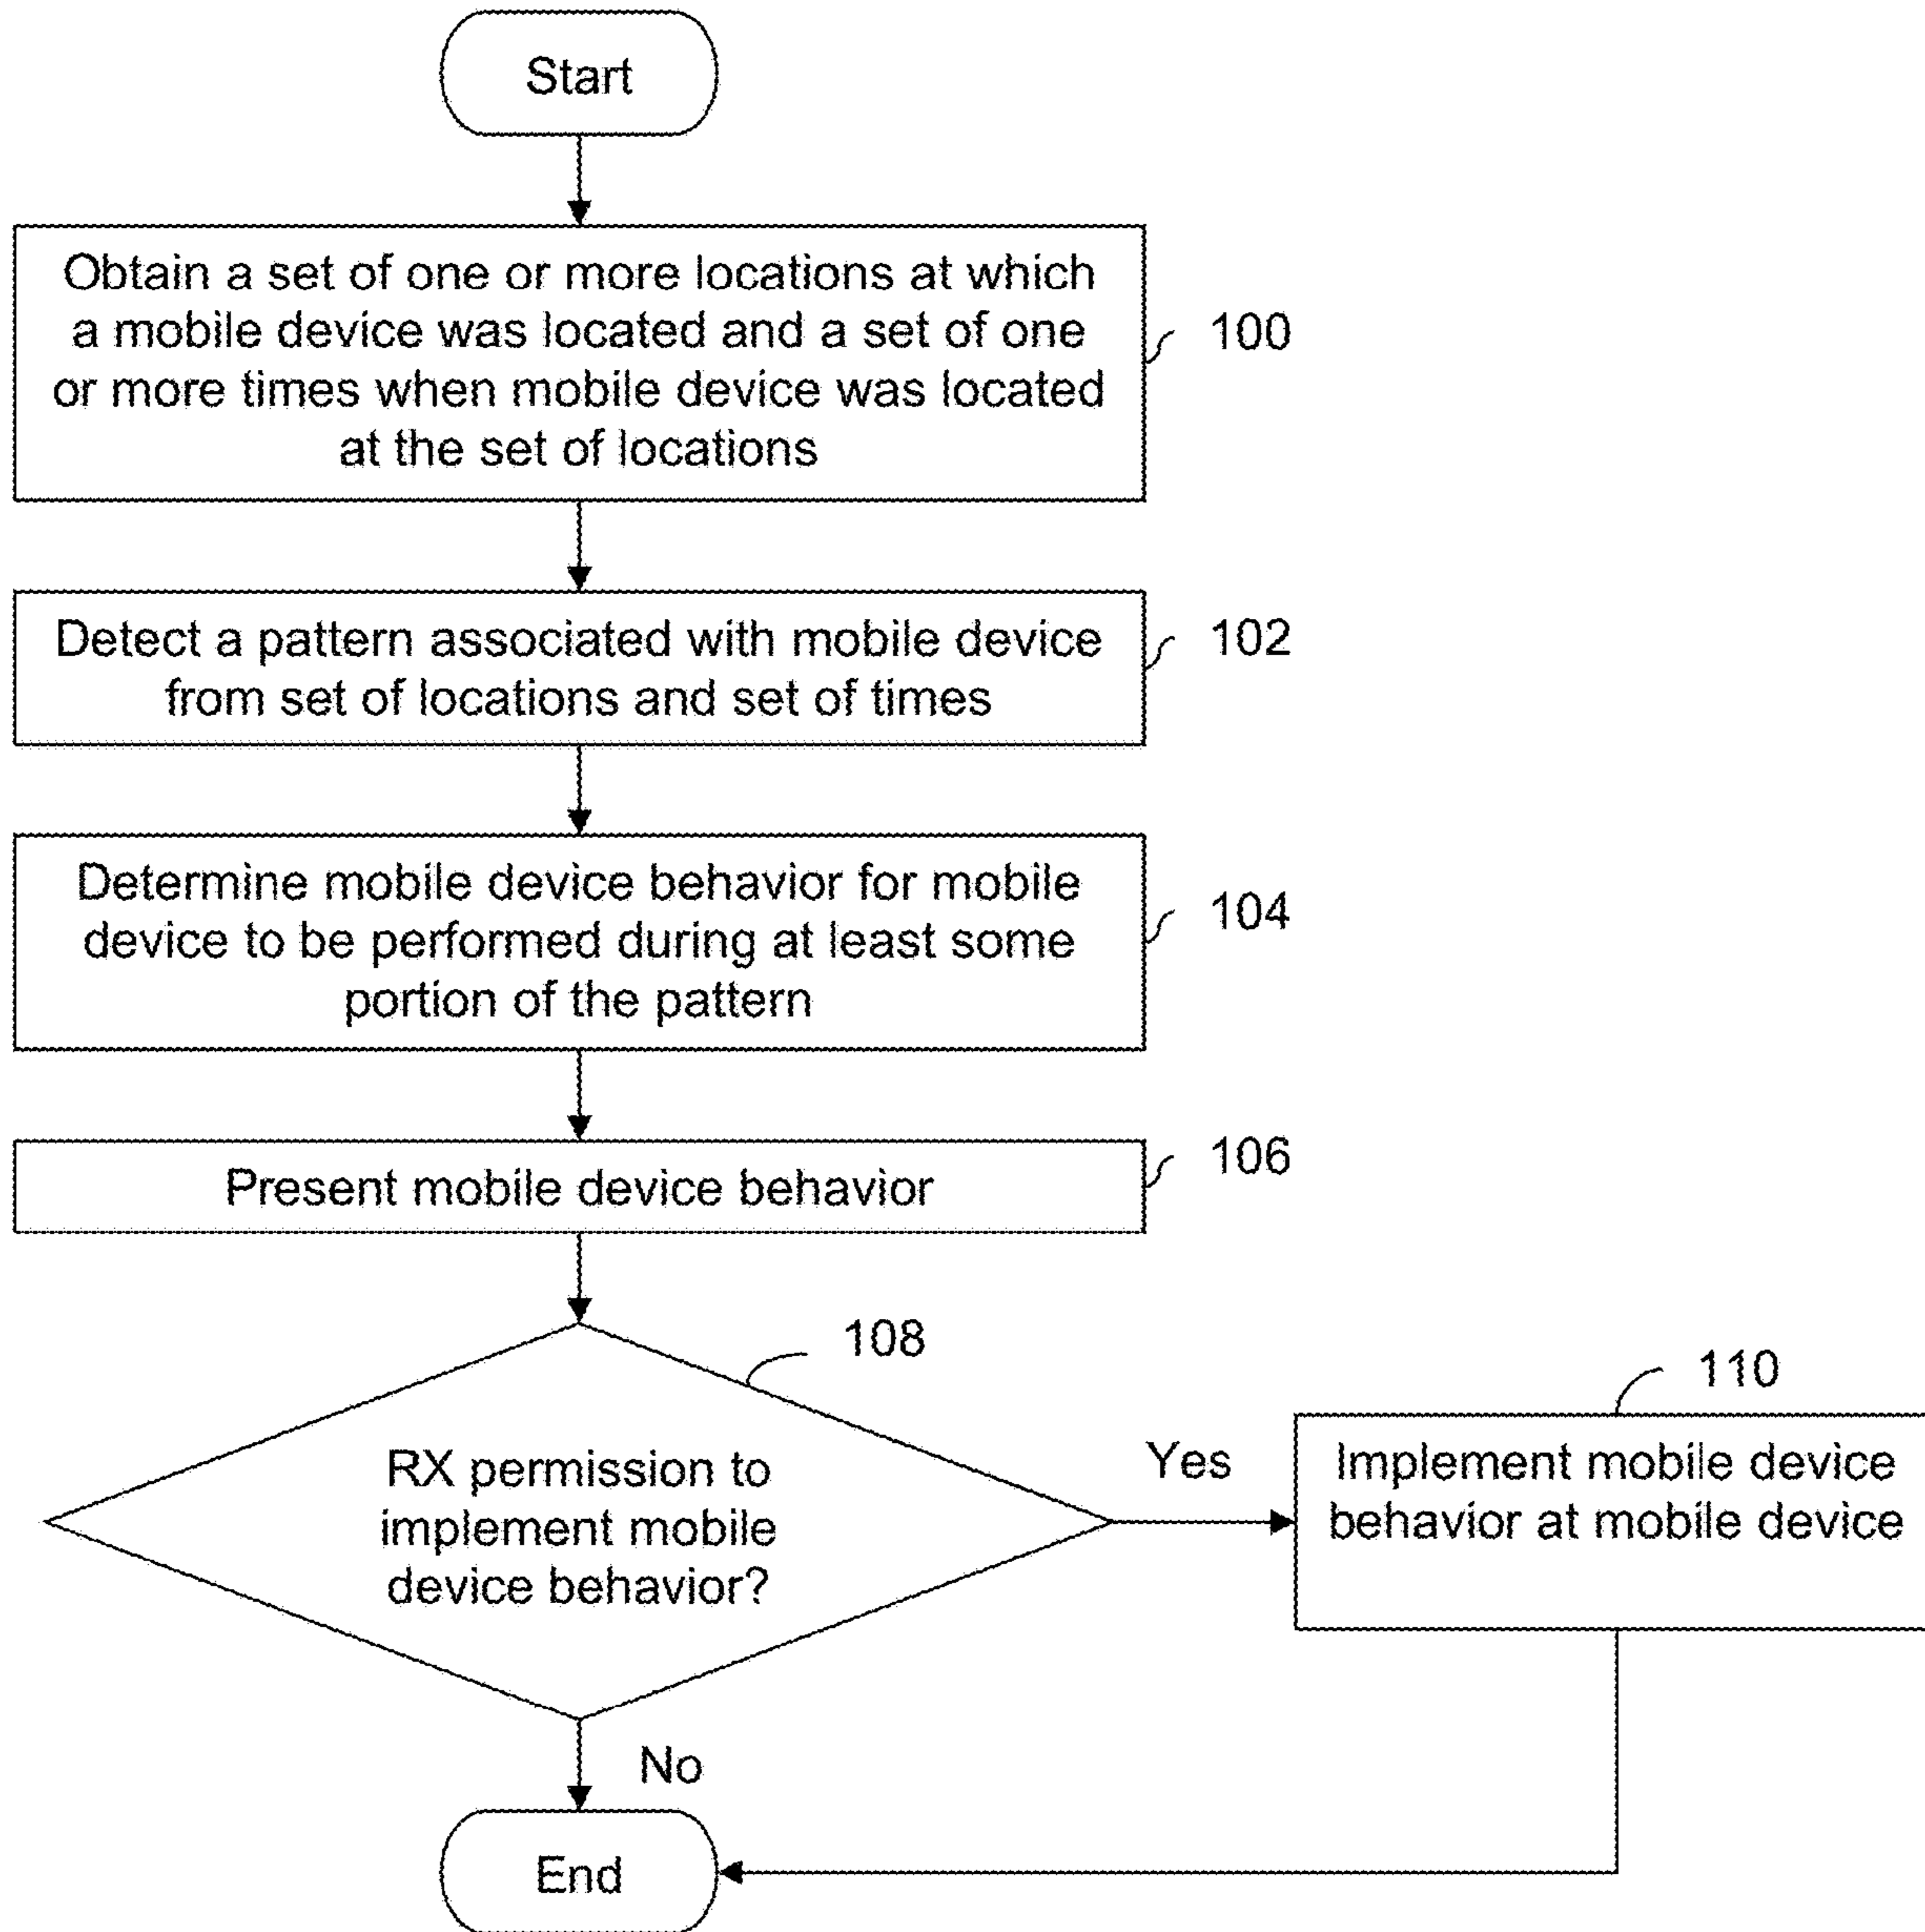 Start
Obtain a set of one or more locations at which
a mobile device was located and a set of one
or more times when mobile device was located
at the set of locations
100
Detect a pattern associated with mobile device
from set of locations and set of times
102
Determine mobile device behavior for mobile
device to be performed during at least some
portion of the pattern
104
Present mobile device behavior
106
108
RX permission to
implement mobile
device behavior?
Yes
110
Implement mobile device
behavior at mobile device
No
End